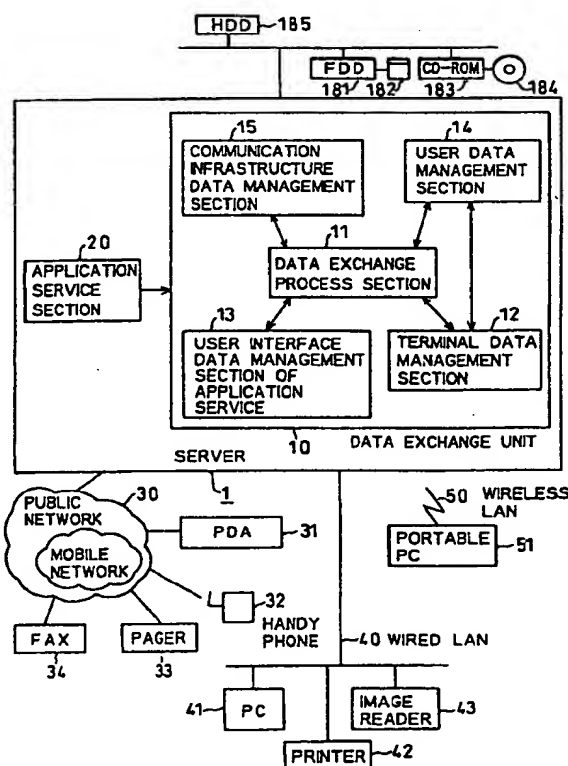 HDD 185
FDD CD-ROM
181 182 183 184
15
COMMUNICATION
INFRASTRUCTURE
DATA MANAGEMENT
SECTION
14
USER DATA
MANAGEMENT
SECTION
11
DATA EXCHANGE
PROCESS SECTION
20
APPLICATION
SERVICE
SECTION
13
USER INTERFACE
DATA MANAGEMENT
SECTION OF
APPLICATION
SERVICE
12
TERMINAL DATA
MANAGEMENT
SECTION
10
DATA EXCHANGE UNIT
SERVER
1
30
PUBLIC
NETWORK
MOBILE
NETWORK
PDA
31
32
HANDY
PHONE
FAX
34
PAGER
33
50 WIRELESS
LAN
PORTABLE
PC
51
40 WIRED LAN
41 PC
IMAGE
READER
43
PRINTER 42